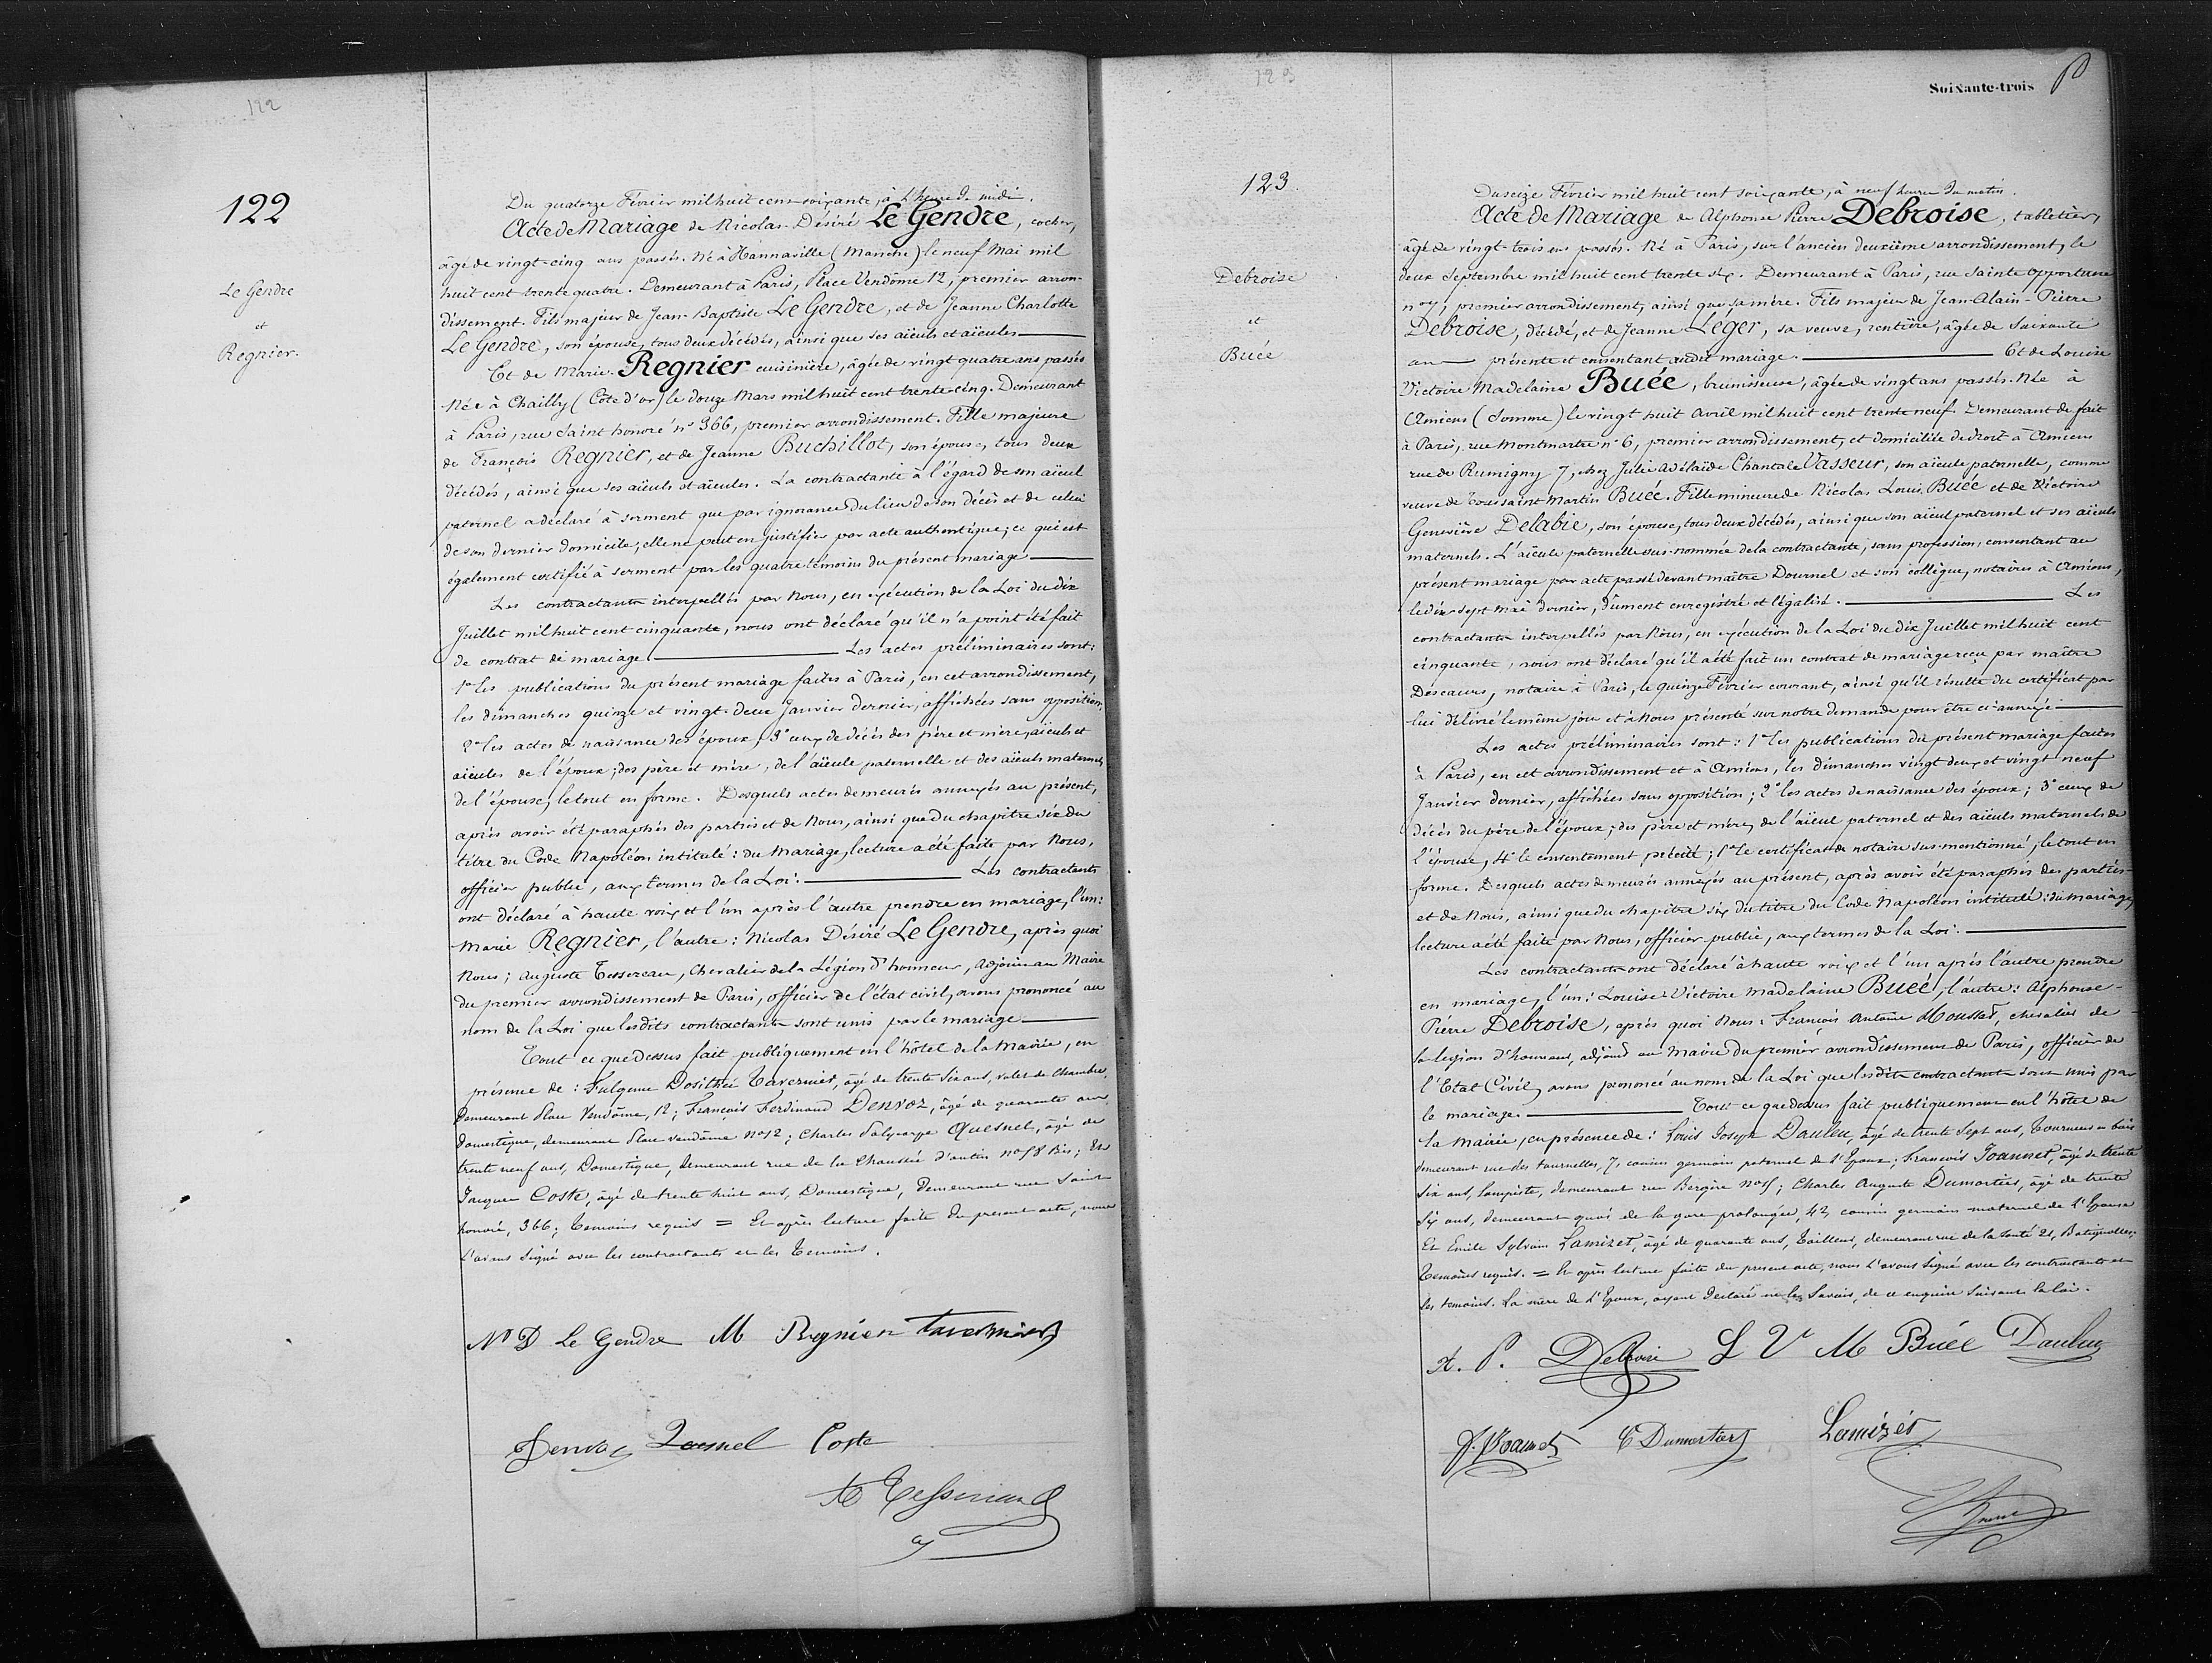 122
122
Le Gendre
et
Regnier.
Du quatorze Février mil huit cent soixante, à l'heure de midi.
Acte de Mariage de Nicolas-Désiré Le Gendre, cocher,
âgé de vingt-cinq ans passés. Né à Hannaville (Manche) le neuf Mai mil
huit cent trente quatre. Demeurant à Paris, Place Vendôme 12, premier arron-
dissement. Fils majeur de Jean-Baptiste Le Gendre, et de Jeanne Charlotte
Le Gendre, son épouse, tous deux décédés, ainsi que ses aïeuls et aïeules
Et de Marie Regnier cuisinière, âgée de vingt quatre ans passés
Née à Chailly (Côte d'or) le douze Mars mil huit cent trente-cinq. Demeurant
à Paris, rue Saint honoré n° 366, premier arrondissement. Fille majeure
de François Regnier, et de Jeanne Buchillot, son épouse, tous deux
décédés, ainsi que ses aïeuls et aïeules. La contractante à l'égard de son aïeul
paternel a déclaré à serment que par ignorance du lieu de son décès et de celui
de son dernier domicile, elle ne peut en justifier par acte authentique; ce qui est
également certifié à serment par les quatre témoins du présent mariage
Les contractants interpellés par Nous, en exécution de la Loi du dix
Juillet mil huit cent cinquante, nous ont déclaré qu'il n'a point été fait
de contrat de mariage. Les actes préliminaires sont:
1° les publications du présent mariage faites à Paris, en cet arrondissement,
les dimanches quinze et vingt-deux Janvier dernier, affichées sans opposition,
2° les actes de naissance des époux; 3° ceux de décès des père et mère, aïeuls et
aïeules de l'époux; des père et mère, de l'aïeule paternelle et des aïeuls maternels
de l'épouse, le tout en forme. Desquels actes demeurés annexés au présent,
après avoir été paraphés des parties et de Nous, ainsi que du chapitre six du
titre du Code Napoléon intitulé: du Mariage, lecture a été faite par Nous,
officier public, aux termes de la Loi. Les contractants
ont déclaré à haute voix et l'un après l'autre prendre en mariage, l'un:
Marie Regnier, l'autre: Nicolas Désiré Le Gendre, après quoi
Nous; Auguste Tessereau, Chevalier de la Légion d'honneur, Adjoint au Maire
du premier arrondissement de Paris, officier de l'état civil, avons prononcé au
nom de la Loi que lesdits contractants sont unis par le mariage
Tout ce que dessus fait publiquement en l'hôtel de la Mairie, en
présence de: Fulgence Dosithée Tavernier, âgé de trente six ans, valet de chambre,
demeurant Place Vendôme, 12; François Ferdinand Denvoz, âgé de quarante ans
Domestique, demeurant Place Vendôme n° 12; Charles Polycarpe Quesnel, âgé de
trente neuf ans, Domestique, demeurant rue de la Chaussée d'antin n° 58 Bis; Et
Jacques Coste, âgé de trente huit ans, Domestique, demeurant rue Saint
honoré, 366; Témoins requis = Et après lecture faite du présent acte, nous
l'avons signé avec les contractants et les Témoins.
N D Le Gendre M Regnier Tavernier
Denvoz Quesnel Coste
A Tessereau
123
Soixante-trois
123.
Debroise
et
Buée
Du seize Février mil huit cent soixante, à neuf heures du matin.
Acte de Mariage de Alphonse Pierre Debroise, tabletier,
âgé de vingt-trois ans passés. Né à Paris, sur l'ancien deuxième arrondissement, le
deux Septembre mil huit cent trente six. Demeurant à Paris, rue Sainte Opportune
n° 7, premier arrondissement, ainsi que sa mère. Fils majeur de Jean-Alain-Pierre
Debroise, décédé, et de Jeanne Leger, sa veuve, rentière, âgée de Soixante
ans présente et consentant audit mariage. Et de Louise
Victoire Madelaine Buée, brunisseuse, âgée de vingt ans passés. Née à
Amiens (Somme) le vingt huit Avril mil huit cent trente neuf. Demeurant de fait
à Paris, rue Montmartre n° 6, premier arrondissement, et domiciliée de droit à Amiens
rue de Rumigny 7, chez Julie Adélaïde Chantale Vasseur, son aïeule paternelle, comme
veuve de Toussaint Martin Buée. Fille mineure de Nicolas Louis Buée et de Victoire
Geneviève Delabie, son épouse, tous deux décédés, ainsi que son aïeul paternel et ses aïeuls
maternels. L'aïeule paternelle sus-nommée de la contractante, sans profession, consentant au
présent mariage par acte passé devant maître Dournel et son collègue, notaires à Amiens,
le dix-sept Mai dernier, dûment enregistré et légalisé. Les
contractants interpellés par Nous, en exécution de la Loi du dix Juillet mil huit cent
cinquante, nous ont déclaré qu'il a été fait un contrat de mariage reçu par maître
Descaures, notaire à Paris, le quinze Février courant, ainsi qu'il résulte du certificat par
lui délivré le même jour et à Nous présenté sur notre demande pour être ci-annexé
Les actes préliminaires sont: 1° les publications du présent mariage faites
à Paris, en cet arrondissement et à Amiens, les dimanches vingt deux et vingt neuf
Janvier dernier, affichées sans opposition; 2° les actes de naissance des époux; 3° ceux de
décès du père de l'époux; des père et mère, de l'aïeul paternel et des aïeuls maternels de
l'épouse, 4° le consentement précité; 5° le certificat de notaire sus-mentionné; le tout en
forme. Desquels actes demeurés annexés au présent, après avoir été paraphés des parties
et de Nous, ainsi que du chapitre six du titre du Code Napoléon intitulé: du Mariage,
lecture a été faite par Nous, officier public, aux termes de la Loi.
Les contractants ont déclaré à haute voix et l'un après l'autre prendre
en mariage, l'un: Louise Victoire Madelaine Buée, l'autre: Alphonse-
Pierre Debroise, après quoi Nous: François Antoine Moussat, chevalier de
la légion d'honneur, adjoint au Maire du premier arrondissement de Paris, officier de
l'Etat Civil, avons prononcé au nom de la Loi que lesdits contractants sont unis par
le mariage. Tout ce que dessus fait publiquement en l'hôtel de
la Mairie, en présence de: Louis Joseph Dauleu, âgé de trente sept ans, tourneur en bois
demeurant rue des tournelles, 7, cousin germain paternel de l'Epoux; François Joannet, âgé de trente
six ans, lampiste, demeurant rue Bergère n° 15; Charles Auguste Dumortier, âgé de trente
six ans, demeurant quai de la gare prolongée, 42, cousin germain maternel de l'Epouse
Et Emile Sylvain Lamizet, âgé de quarante ans, Tailleur, demeurant rue de la Santé 21, Batignolles,
Témoins requis. = Et après lecture faite du présent acte, nous l'avons signé avec les contractants et
les témoins. La mère de l'Epoux, ayant déclaré ne le Savoir, de ce enquise suivant la loi.
A. P. Debroise L V M Buée Dauleu
F. Joannet C Dumortier Lamizet